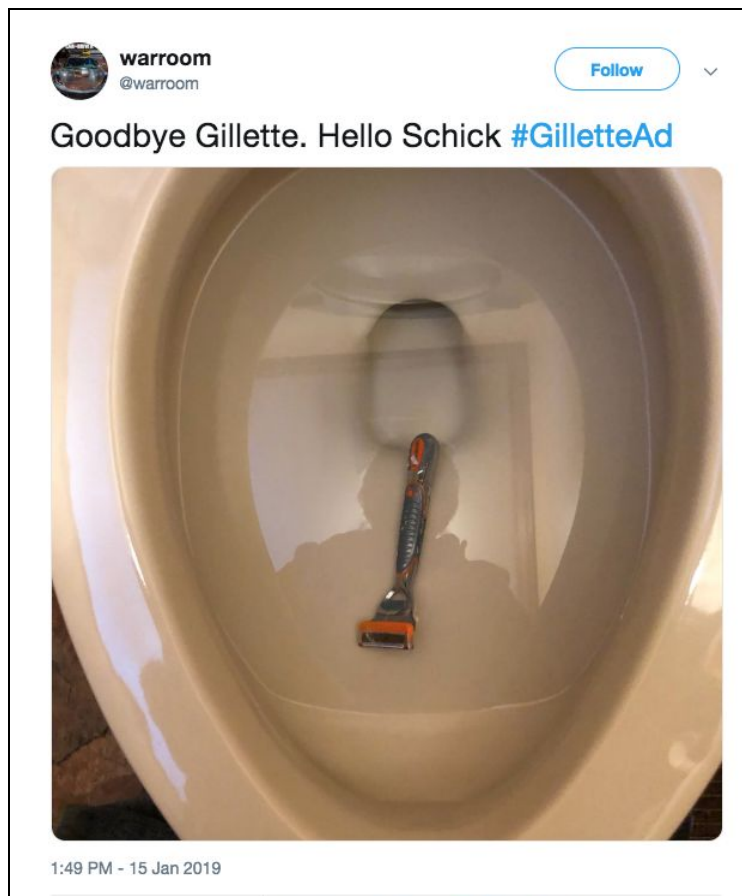 warroom
@warroom
Follow
Goodbye Gillette. Hello Schick #GilletteAd
1:49 PM - 15 Jan 2019